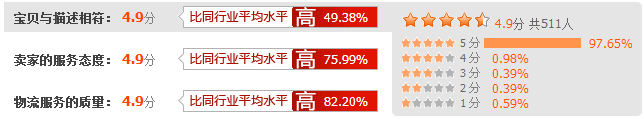 宝贝与描述相符： 4.9分 比同行业平均水平 高 49.38%
卖家的服务态度： 4.9分 比同行业平均水平 高 75.99%
物流服务的质量： 4.9分 比同行业平均水平 高 82.20%
4.9分 共511人
5分 97.65%
4分 0.98%
3分 0.39%
2分 0.39%
1分 0.59%